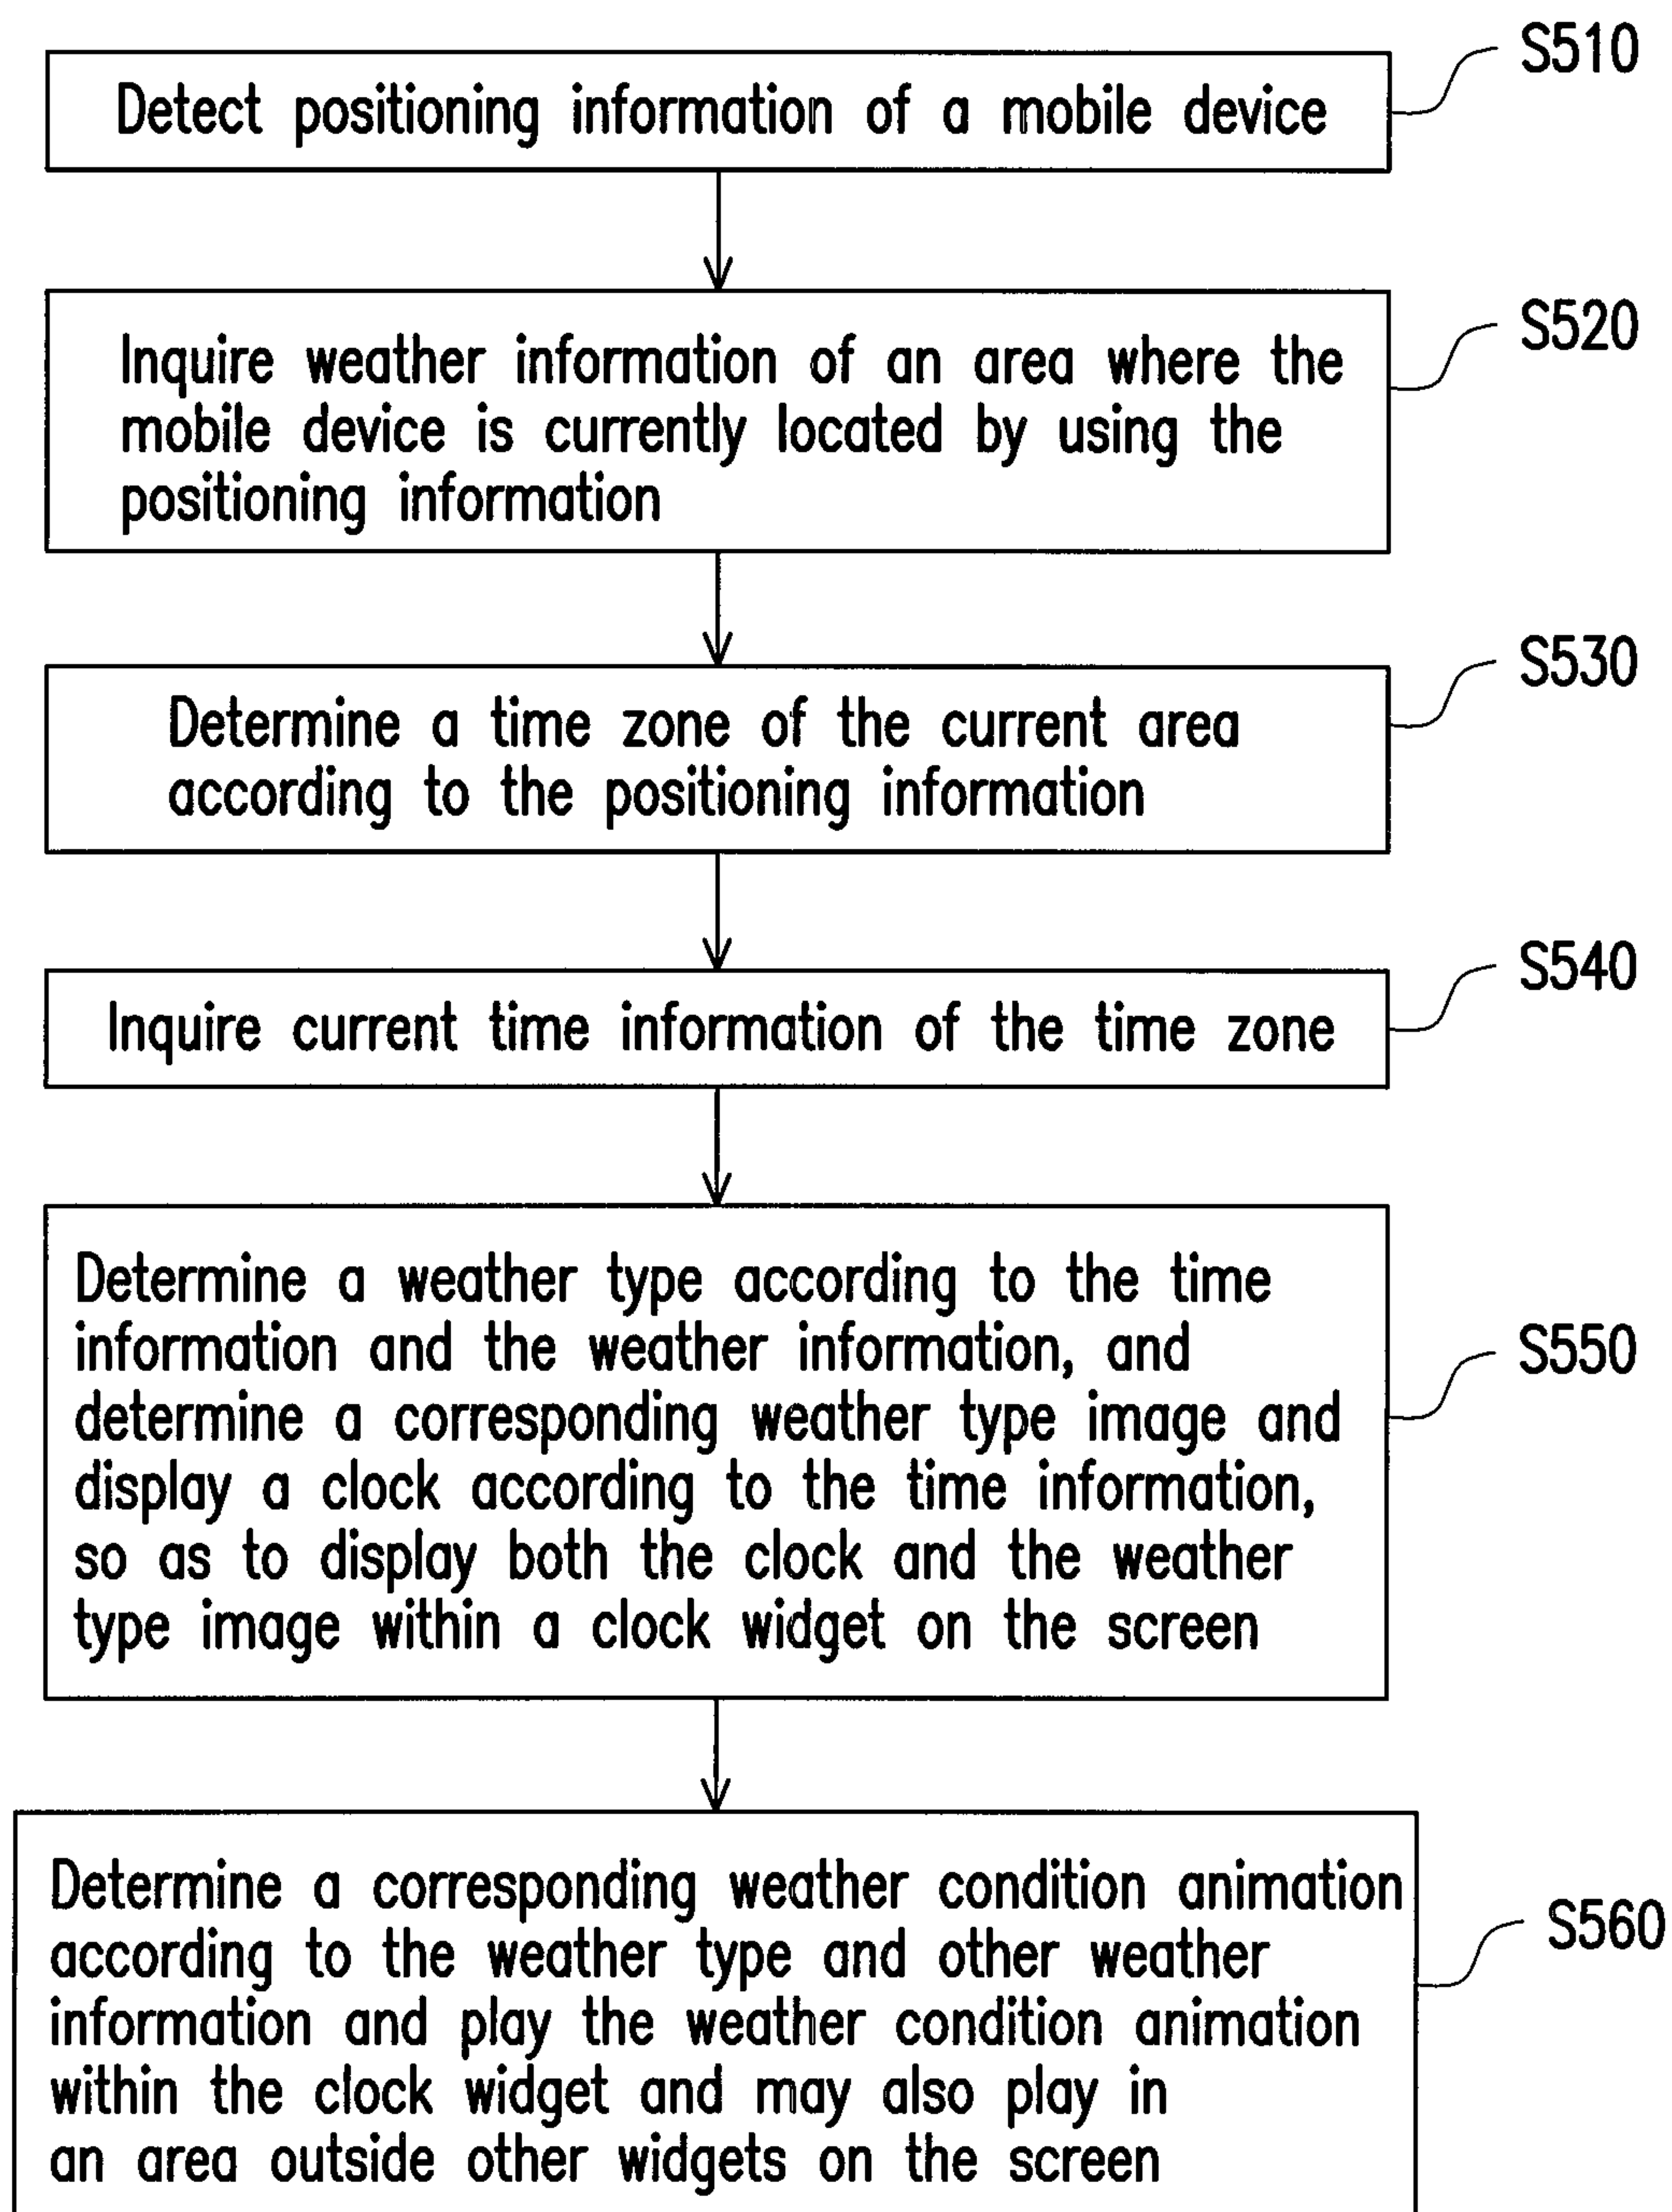 S510
Detect positioning information of a mobile device
S520
Inquire weather information of an area where the
mobile device is currently located by using the
positioning information
S530
Determine a time zone of the current area
according to the positioning information
S540
Inquire current time information of the time zone
S550
Determine a weather type according to the time
information and the weather information, and
determine a corresponding weather type image and
display a clock according to the time information,
so as to display both the clock and the weather
type image within a clock widget on the screen
S560
Determine a corresponding weather condition animation
according to the weather type and other weather
information and play the weather condition animation
within the clock widget and may also play in
an area outside other widgets on the screen